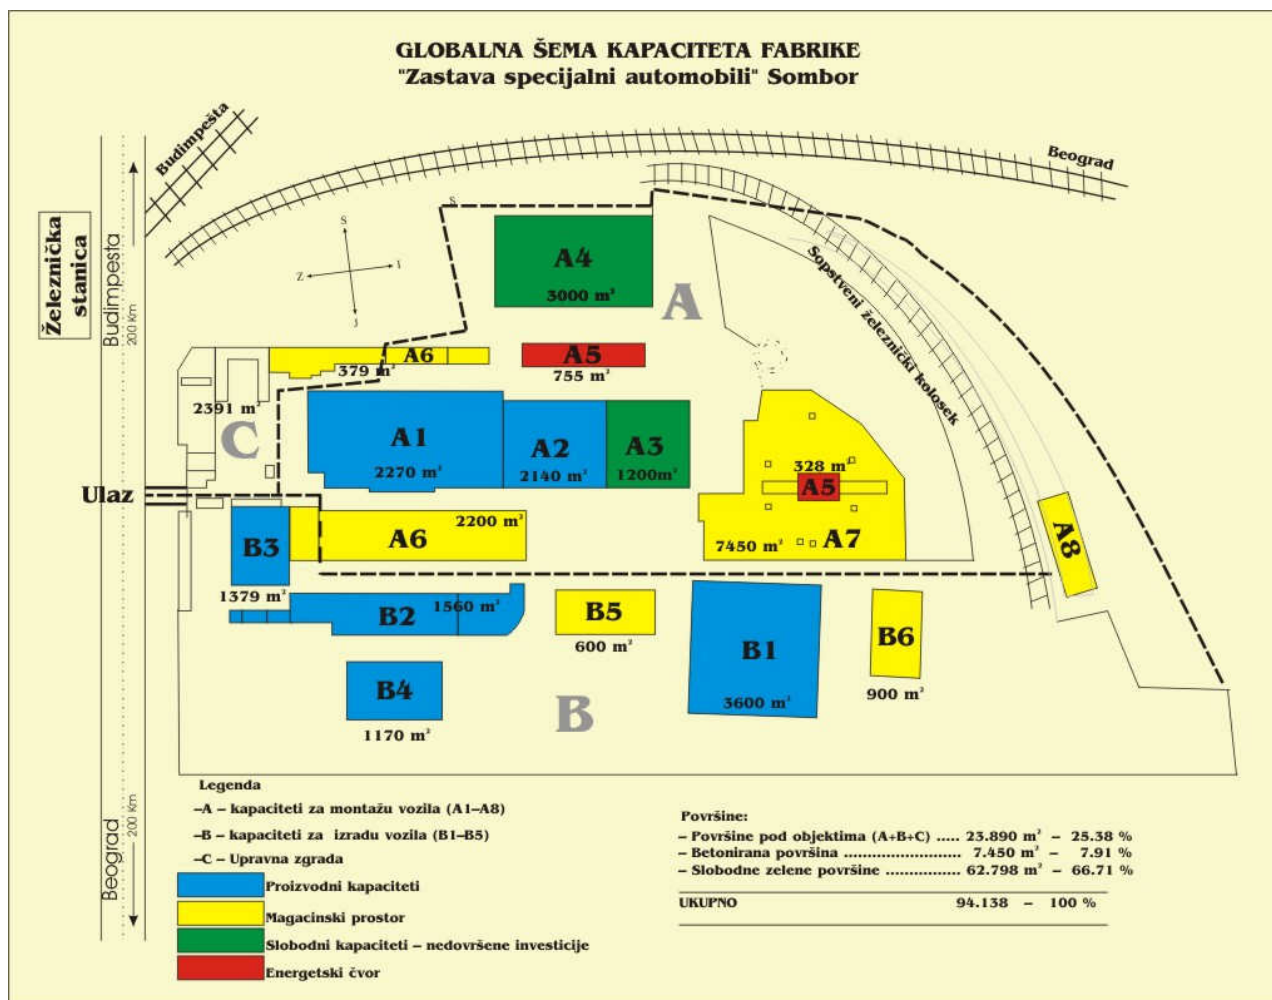 GLOBALNA ŠEMA KAPACITETA FABRIKE
"Zastava specijalni automobili" Sombor
Budimpešta
Beograd
Železnička
stanica
Budimpesta
200 Km
S
S
Z
I
J
A4
3000 m²
A
Sopstveni železnički kolosek
A6
379 m²
A5
755 m²
2391 m²
C
A1
2270 m²
A2
2140 m²
A3
1200m²
328 m²
A5
7450 m²
A7
A8
Ulaz
B3
1379 m²
A6
2200 m²
B2
1560 m²
B5
600 m²
B1
3600 m²
B6
900 m²
B4
1170 m²
B
Beograd
200 Km
Legenda
–A – kapaciteti za montažu vozila (A1–A8)
–B – kapaciteti za izradu vozila (B1–B5)
–C – Upravna zgrada
Proizvodni kapaciteti
Magacinski prostor
Slobodni kapaciteti – nedovršene investicije
Energetski čvor
Površine:
– Površine pod objektima (A+B+C) ..... 23.890 m² – 25.38 %
– Betonirana površina ......................... 7.450 m² – 7.91 %
– Slobodne zelene površine ................ 62.798 m² – 66.71 %
UKUPNO 94.138 – 100 %